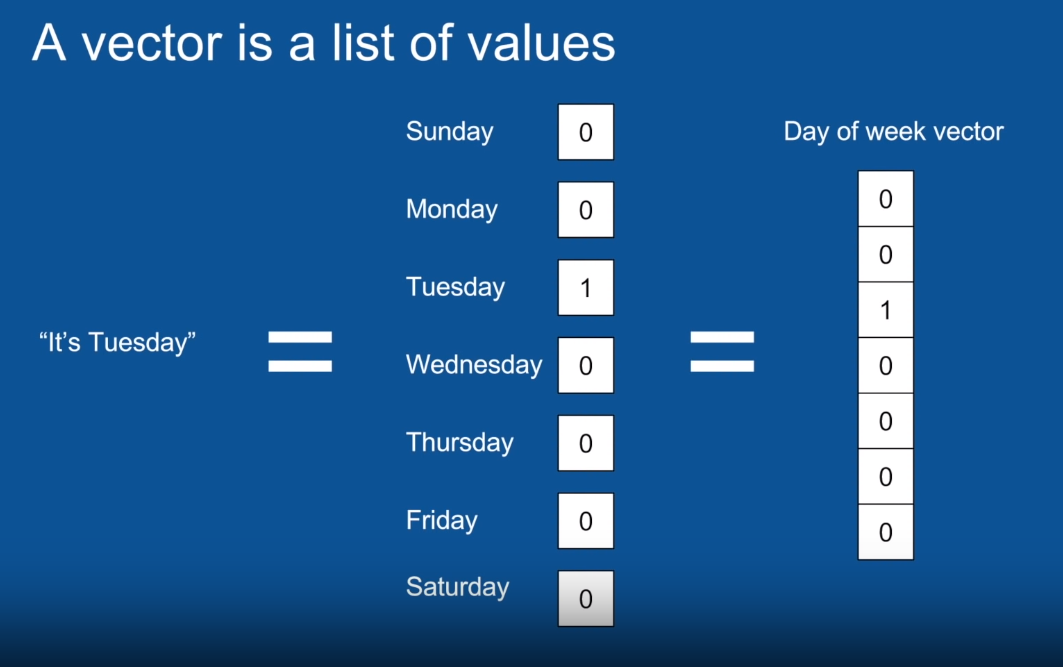 A vector is a list of values
Sunday 0
Monday 0
Tuesday 1
Wednesday 0
Thursday 0
Friday 0
Saturday 0
“It’s Tuesday”
=
=
Day of week vector
0
0
1
0
0
0
0